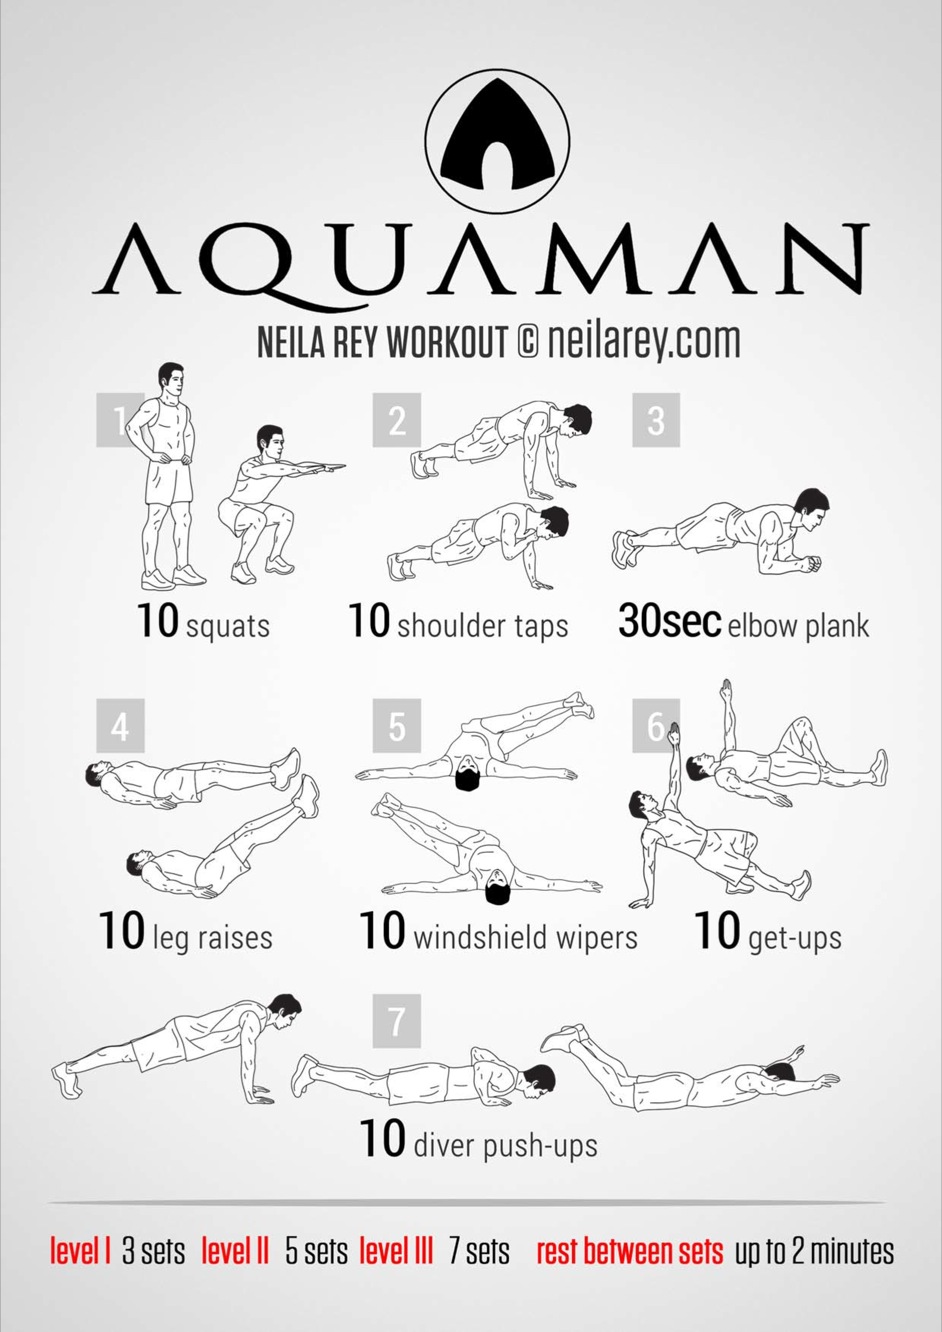 AQUAMAN
NEILA REY WORKOUT © neilarey.com
1
2
3
10 squats
10 shoulder taps
30sec elbow plank
4
5
6
10 leg raises
10 windshield wipers
10 get-ups
7
10 diver push-ups
level I 3 sets level II 5 sets level III 7 sets rest between sets up to 2 minutes